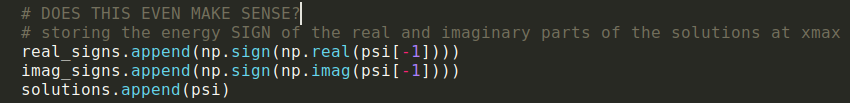 # DOES THIS EVEN MAKE SENSE?
# storing the energy SIGN of the real and imaginary parts of the solutions at xmax
real_signs.append(np.sign(np.real(psi[-1])))
imag_signs.append(np.sign(np.imag(psi[-1])))
solutions.append(psi)